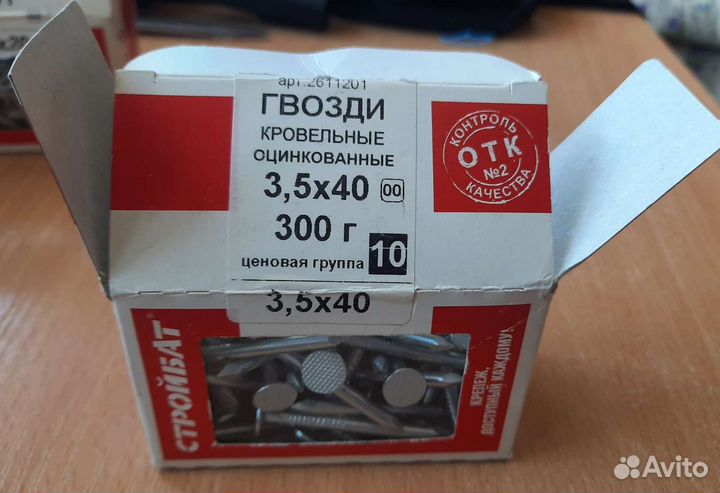 арт.2611201
ГВОЗДИ
КРОВЕЛЬНЫЕ
ОЦИНКОВАННЫЕ
3,5х40 00
300 г
ценовая группа 10
3,5х40
КОНТРОЛЬ
ОТК
№2
КАЧЕСТВА
СТРОЙБАТ®
КРЕПЕЖ,
ДОСТУПНЫЙ КАЖДОМУ!
Avito